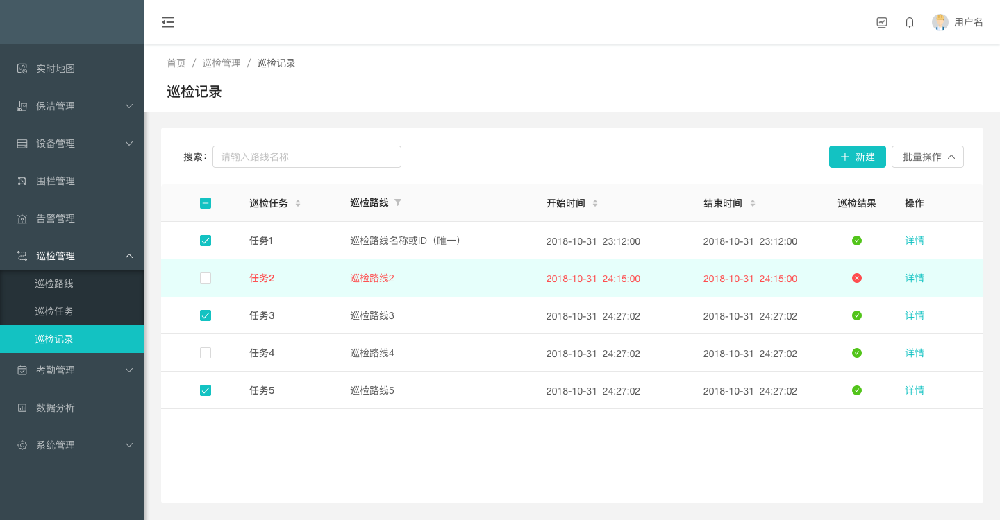 用户名
首页 / 巡检管理 / 巡检记录
巡检记录
实时地图
保洁管理
设备管理
围栏管理
告警管理
巡检管理
巡检路线
巡检任务
巡检记录
考勤管理
数据分析
系统管理
搜索: 请输入路线名称
新建 批量操作
巡检任务 巡检路线 开始时间 结束时间 巡检结果 操作
任务1 巡检路线名称或ID（唯一） 2018-10-31 23:12:00 2018-10-31 23:12:00 详情
任务2 巡检路线2 2018-10-31 24:15:00 2018-10-31 24:15:00 详情
任务3 巡检路线3 2018-10-31 24:27:02 2018-10-31 24:27:02 详情
任务4 巡检路线4 2018-10-31 24:27:02 2018-10-31 24:27:02 详情
任务5 巡检路线5 2018-10-31 24:27:02 2018-10-31 24:27:02 详情